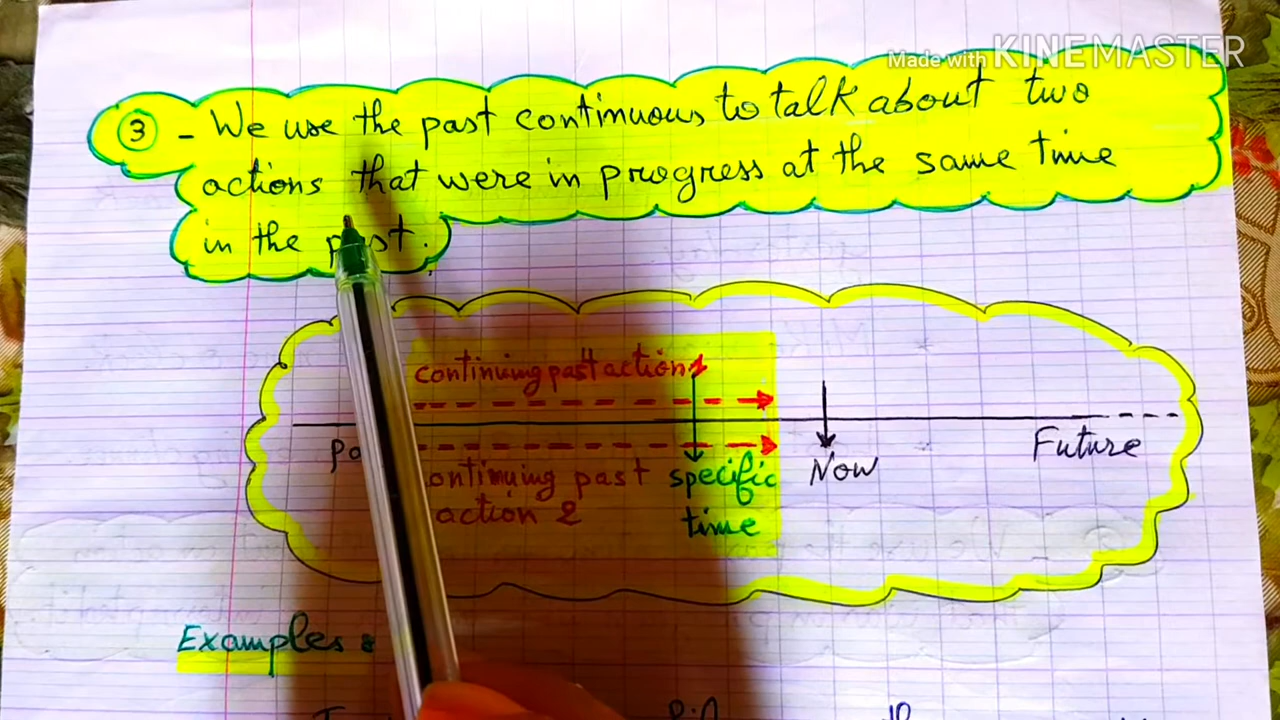 Made with KINEMASTER
③ - We use the past continuous to talk about two
actions that were in progress at the same time
in the past.
continuing past action 1
Now
Future
continuing past
action 2
specific
time
Examples :